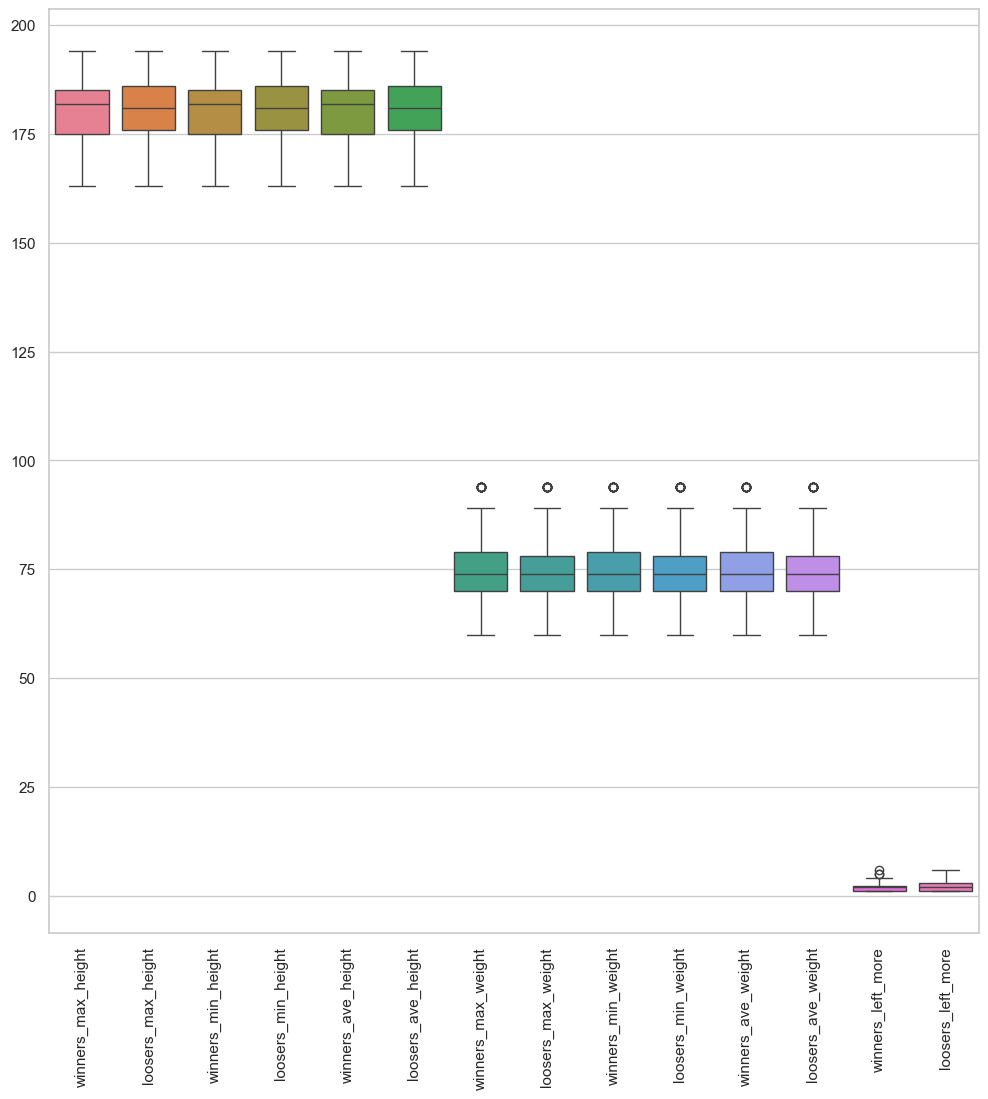 200
175
150
125
100
75
50
25
0
winners_max_height
loosers_max_height
winners_min_height
loosers_min_height
winners_ave_height
loosers_ave_height
winners_max_weight
loosers_max_weight
winners_min_weight
loosers_min_weight
winners_ave_weight
loosers_ave_weight
winners_left_more
loosers_left_more